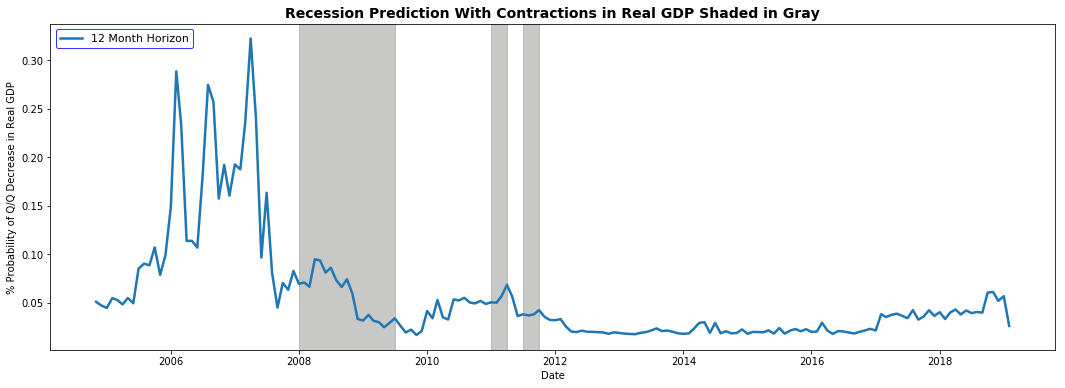 Recession Prediction With Contractions in Real GDP Shaded in Gray
12 Month Horizon
% Probability of Q/Q Decrease in Real GDP
0.30
0.25
0.20
0.15
0.10
0.05
2006 2008 2010 2012 2014 2016 2018
Date